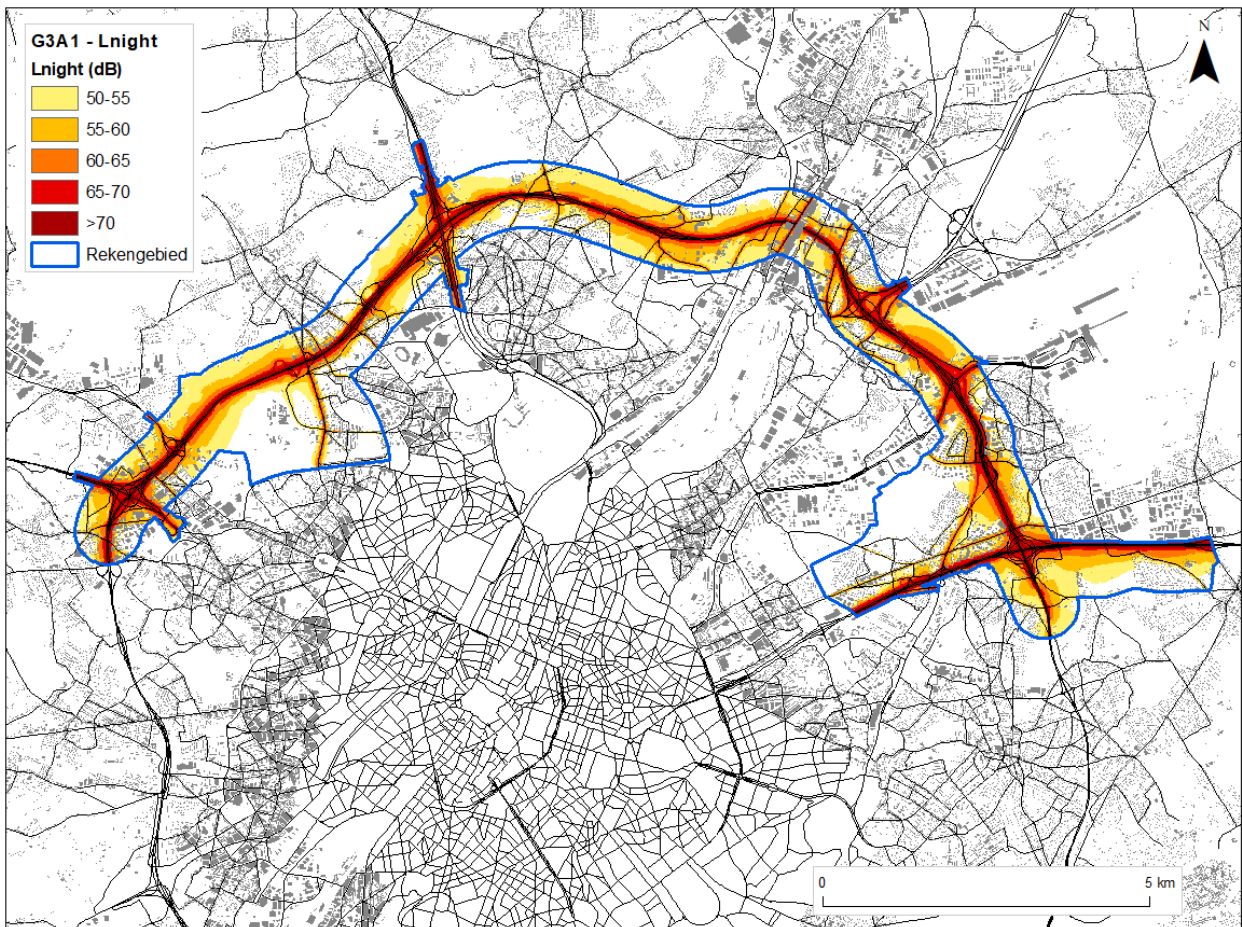 G3A1 - Lnight
Lnight (dB)
50-55
55-60
60-65
65-70
>70
Rekengebied
N
0
5 km